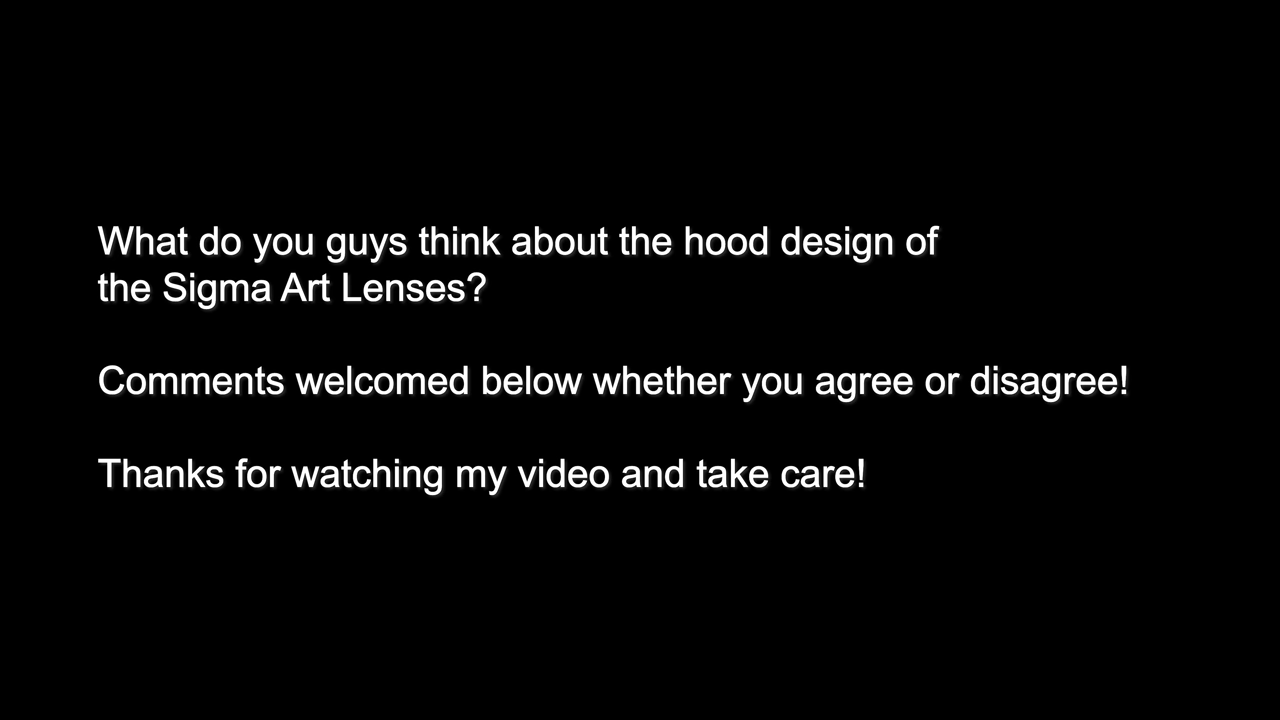 What do you guys think about the hood design of
the Sigma Art Lenses?
Comments welcomed below whether you agree or disagree!
Thanks for watching my video and take care!